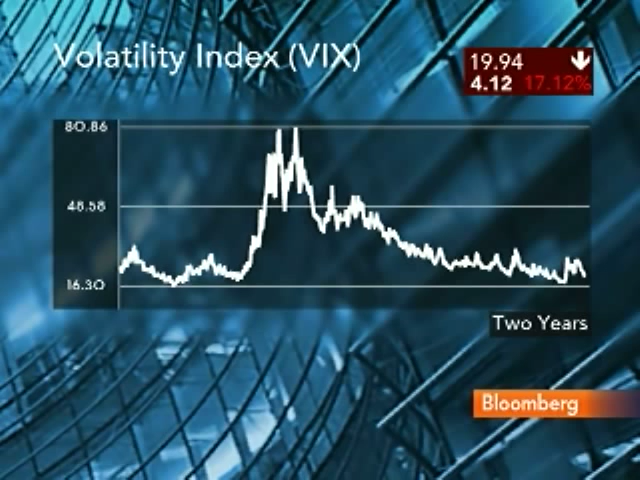 Volatility Index (VIX)
19.94
4.12 17.12%
80.86
48.58
16.30
Two Years
Bloomberg